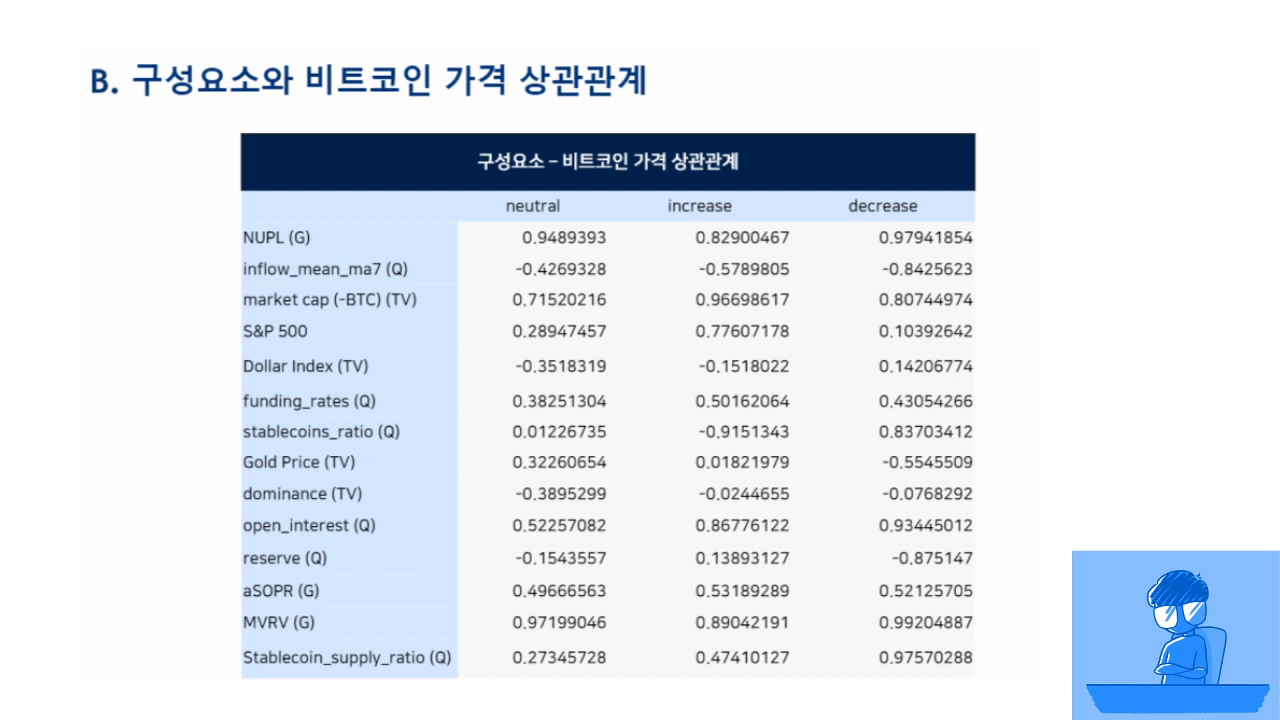 B. 구성요소와 비트코인 가격 상관관계
구성요소 – 비트코인 가격 상관관계
neutral increase decrease
NUPL (G) 0.9489393 0.82900467 0.97941854
inflow_mean_ma7 (Q) -0.4269328 -0.5789805 -0.8425623
market cap (-BTC) (TV) 0.71520216 0.96698617 0.80744974
S&P 500 0.28947457 0.77607178 0.10392642
Dollar Index (TV) -0.3518319 -0.1518022 0.14206774
funding_rates (Q) 0.38251304 0.50162064 0.43054266
stablecoins_ratio (Q) 0.01226735 -0.9151343 0.83703412
Gold Price (TV) 0.32260654 0.01821979 -0.5545509
dominance (TV) -0.3895299 -0.0244655 -0.0768292
open_interest (Q) 0.52257082 0.86776122 0.93445012
reserve (Q) -0.1543557 0.13893127 -0.875147
aSOPR (G) 0.49666563 0.53189289 0.52125705
MVRV (G) 0.97199046 0.89042191 0.99204887
Stablecoin_supply_ratio (Q) 0.27345728 0.47410127 0.97570288